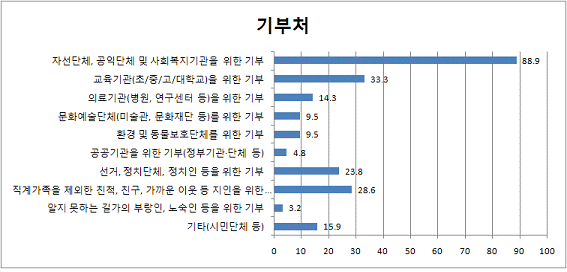 기부처
자선단체, 공익단체 및 사회복지기관을 위한 기부 88.9
교육기관(초/중/고/대학교)을 위한 기부 33.3
의료기관(병원, 연구센터 등)을 위한 기부 14.3
문화예술단체(미술관, 문화재단 등)를 위한 기부 9.5
환경 및 동물보호단체를 위한 기부 9.5
공공기관을 위한 기부(정부기관·단체 등) 4.8
선거, 정치단체, 정치인 등을 위한 기부 23.8
직계가족을 제외한 친척, 친구, 가까운 이웃 등 지인을 위한... 28.6
알지 못하는 길가의 부랑인, 노숙인 등을 위한 기부 3.2
기타(시민단체 등) 15.9
0 10 20 30 40 50 60 70 80 90 100